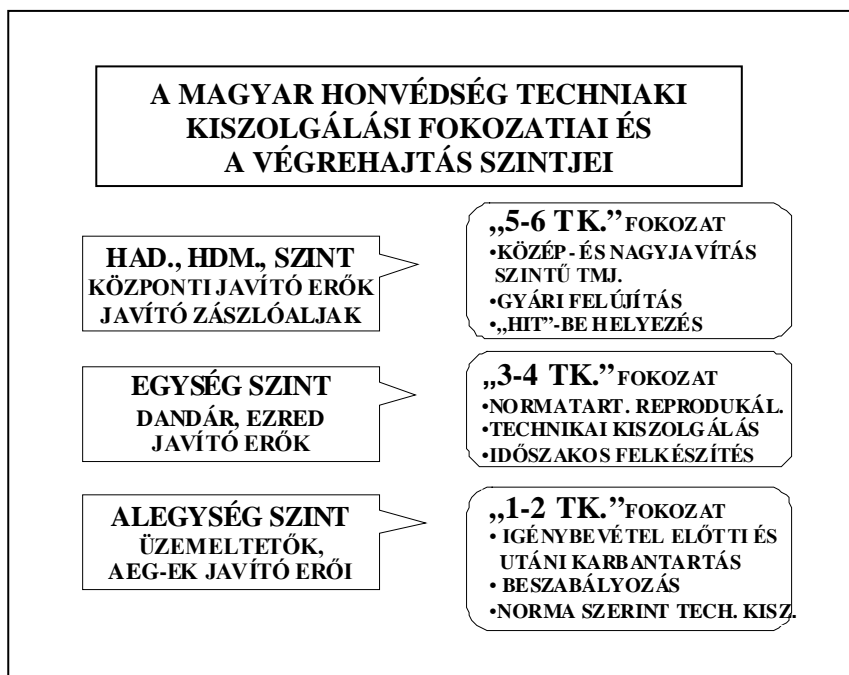 A MAGYAR HONVÉDSÉG TECHNIAKI
KISZOLGÁLÁSI FOKOZATIAI ÉS
A VÉGREHAJTÁS SZINTJEI
HAD., HDM., SZINT
KÖZPONTI JAVÍTÓ ERŐK
JAVÍTÓ ZÁSZLÓALJAK
„5-6 TK.” FOKOZAT
•KÖZÉP - ÉS NAGYJAVÍTÁS
SZINTŰ TMJ.
•GYÁRI FELÚJÍTÁS
•„HIT”-BE HELYEZÉS
EGYSÉG SZINT
DANDÁR, EZRED
JAVÍTÓ ERŐK
„3-4 TK.” FOKOZAT
•NORMATART. REPRODUKÁL.
•TECHNIKAI KISZOLGÁLÁS
•IDŐSZAKOS FELKÉSZÍTÉS
ALEGYSÉG SZINT
ÜZEMELTETŐK,
AEG-EK JAVÍTÓ ERŐI
„1-2 TK.” FOKOZAT
• IGÉNYBEVÉTEL ELŐTTI ÉS
UTÁNI KARBANTARTÁS
• BESZABÁLYOZÁS
•NORMA SZERINT TECH. KISZ.